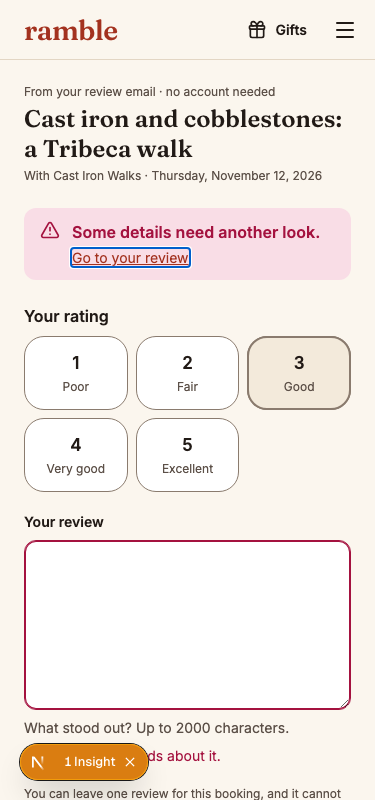 ramble
Gifts
From your review email · no account needed
Cast iron and cobblestones:
a Tribeca walk
With Cast Iron Walks · Thursday, November 12, 2026
Some details need another look.
Go to your review
Your rating
1
Poor
2
Fair
3
Good
4
Very good
5
Excellent
Your review
What stood out? Up to 2000 characters.
ds about it.
N 1 Insight
You can leave one review for this booking, and it cannot